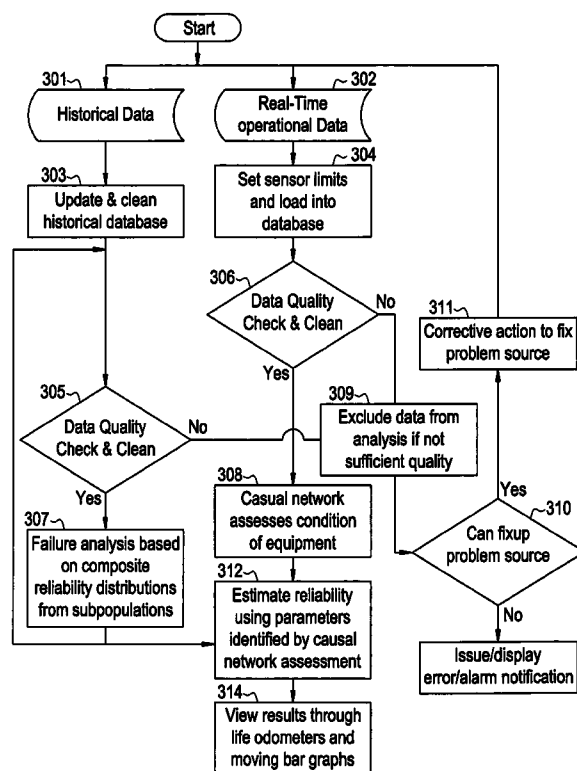 Start
301
Historical Data
302
Real-Time
operational Data
303
Update & clean
historical database
304
Set sensor limits
and load into
database
306
Data Quality
Check & Clean
No
Yes
311
Corrective action to fix
problem source
305
Data Quality
Check & Clean
No
Yes
309
Exclude data from
analysis if not
sufficient quality
308
Casual network
assesses condition
of equipment
Yes
310
Can fixup
problem source
No
307
Failure analysis based
on composite
reliability distributions
from subpopulations
312
Estimate reliability
using parameters
identified by causal
network assessment
Issue/display
error/alarm notification
314
View results through
life odometers and
moving bar graphs